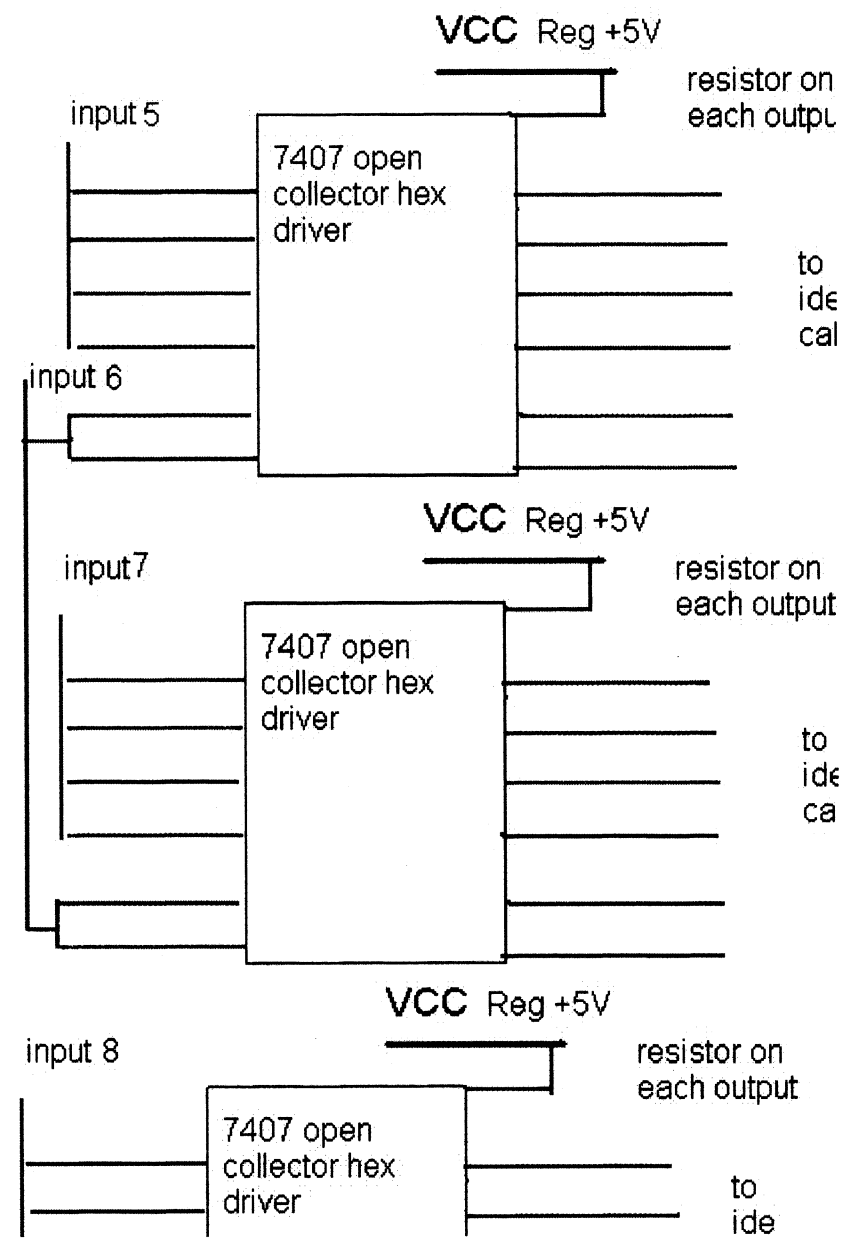 VCC Reg +5V
resistor on
each outpu
input 5
7407 open
collector hex
driver
to
ide
cal
input 6
VCC Reg +5V
input7
resistor on
each output
7407 open
collector hex
driver
to
ide
ca
VCC Reg +5V
input 8
resistor on
each output
7407 open
collector hex
driver
to
ide